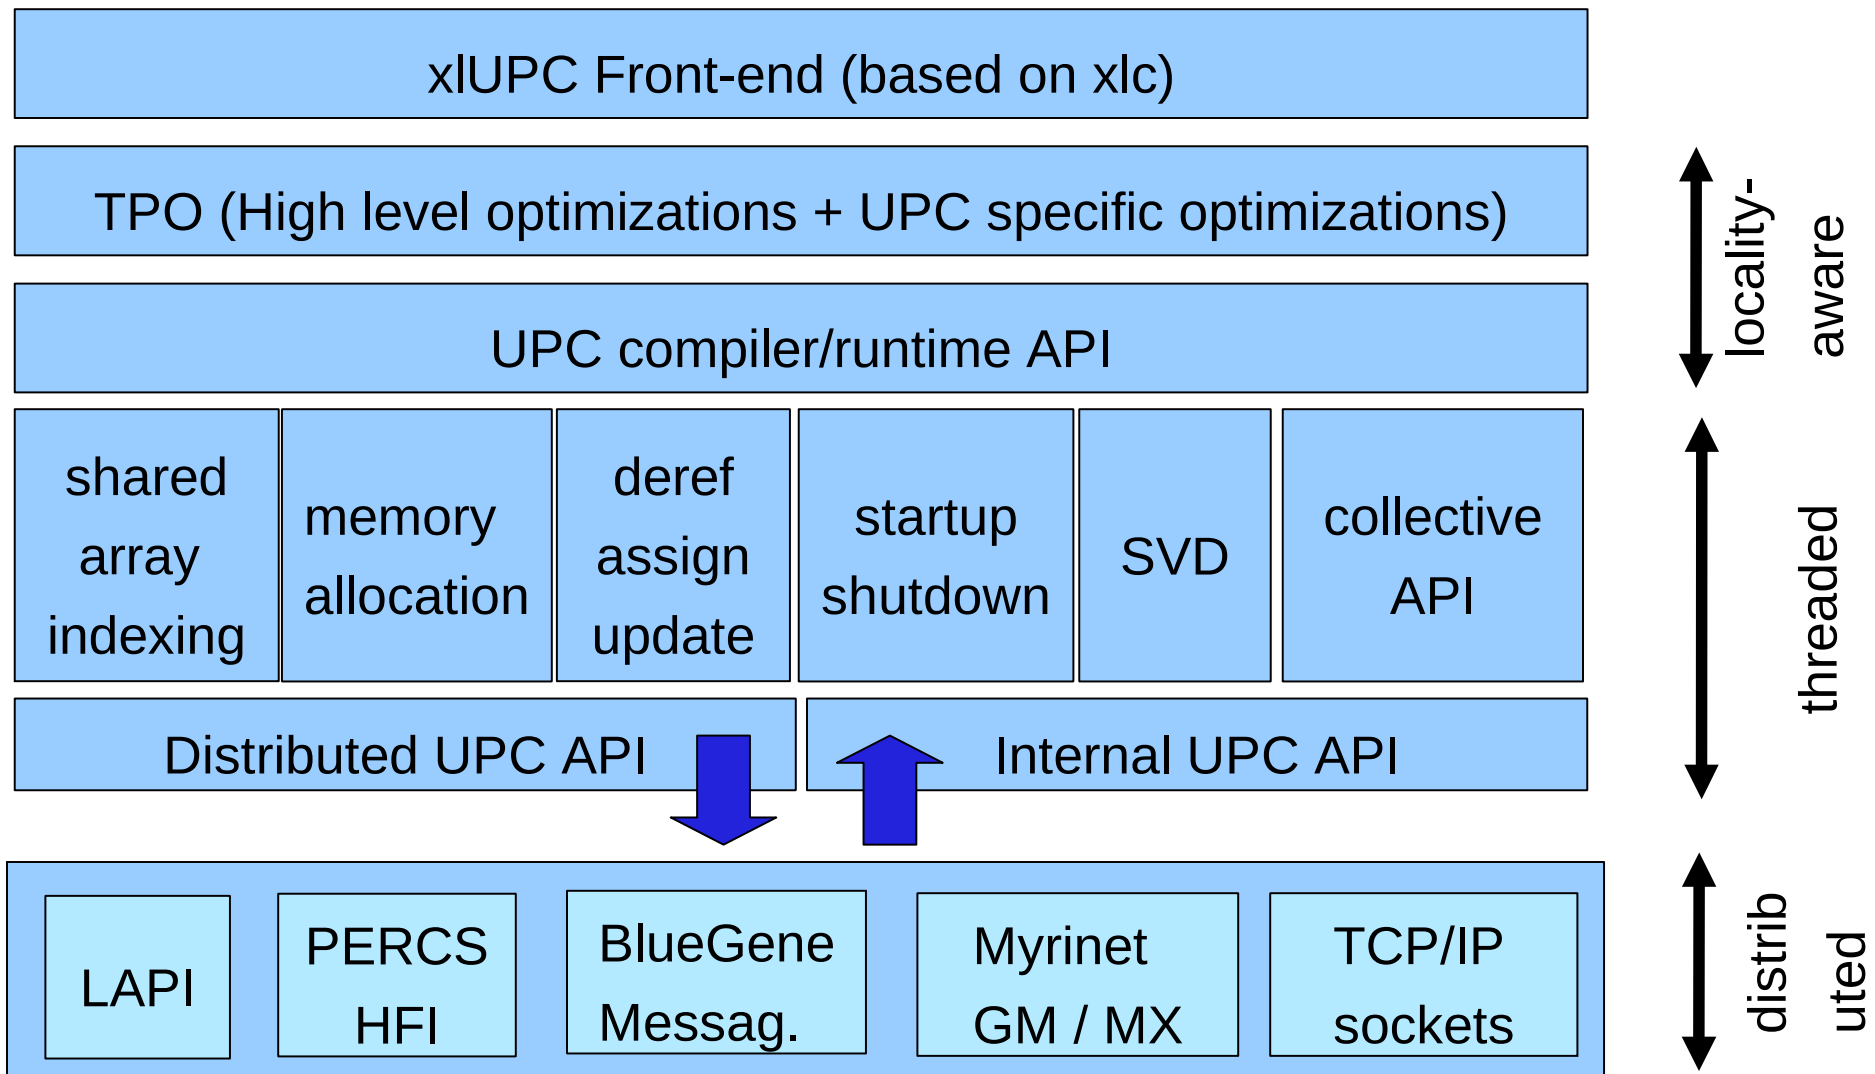 xlUPC Front-end (based on xlc)
TPO (High level optimizations + UPC specific optimizations)
UPC compiler/runtime API
locality-
aware
shared
array
indexing
memory
allocation
deref
assign
update
startup
shutdown
SVD
collective
API
threaded
Distributed UPC API
Internal UPC API
LAPI
PERCS
HFI
BlueGene
Messag.
Myrinet
GM / MX
TCP/IP
sockets
distrib
uted